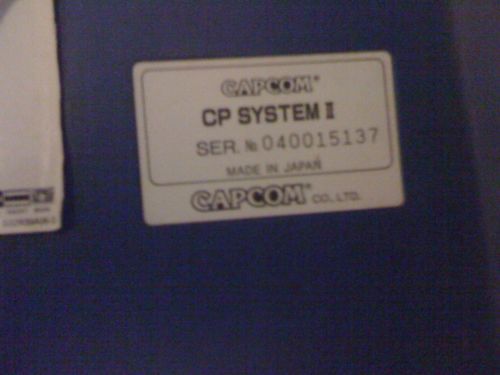 CAPCOM®
CP SYSTEM II
SER. № 040015137
MADE IN JAPAN
CAPCOM® CO., LTD.